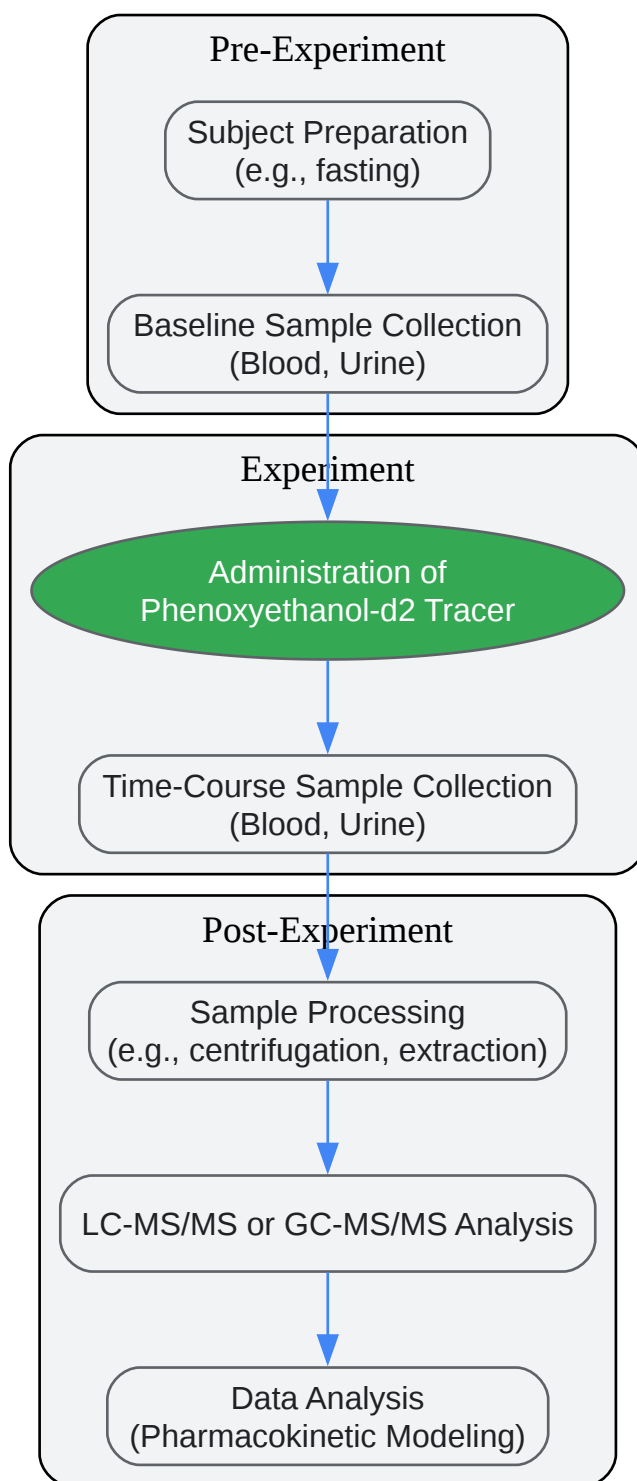 Pre-Experiment
Subject Preparation
(e.g., fasting)
Baseline Sample Collection
(Blood, Urine)
Experiment
Administration of
Phenoxyethanol-d2 Tracer
Time-Course Sample Collection
(Blood, Urine)
Post-Experiment
Sample Processing
(e.g., centrifugation, extraction)
LC-MS/MS or GC-MS/MS Analysis
Data Analysis
(Pharmacokinetic Modeling)